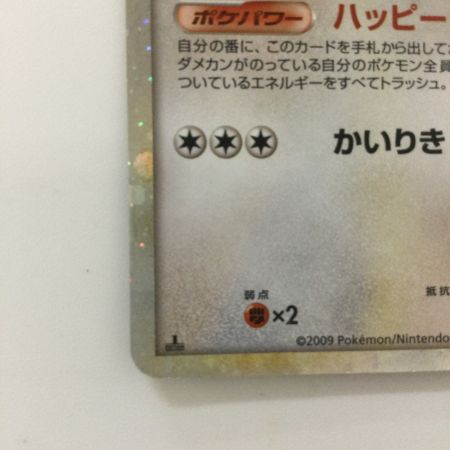 ポケパワー ハッピー
自分の番に、このカードを手札から出して
ダメカンがのっている自分のポケモン全員
ついているエネルギーをすべてトラッシュ。
かいりき
弱点 抵抗
×2
©2009 Pokémon/Nintendo
1